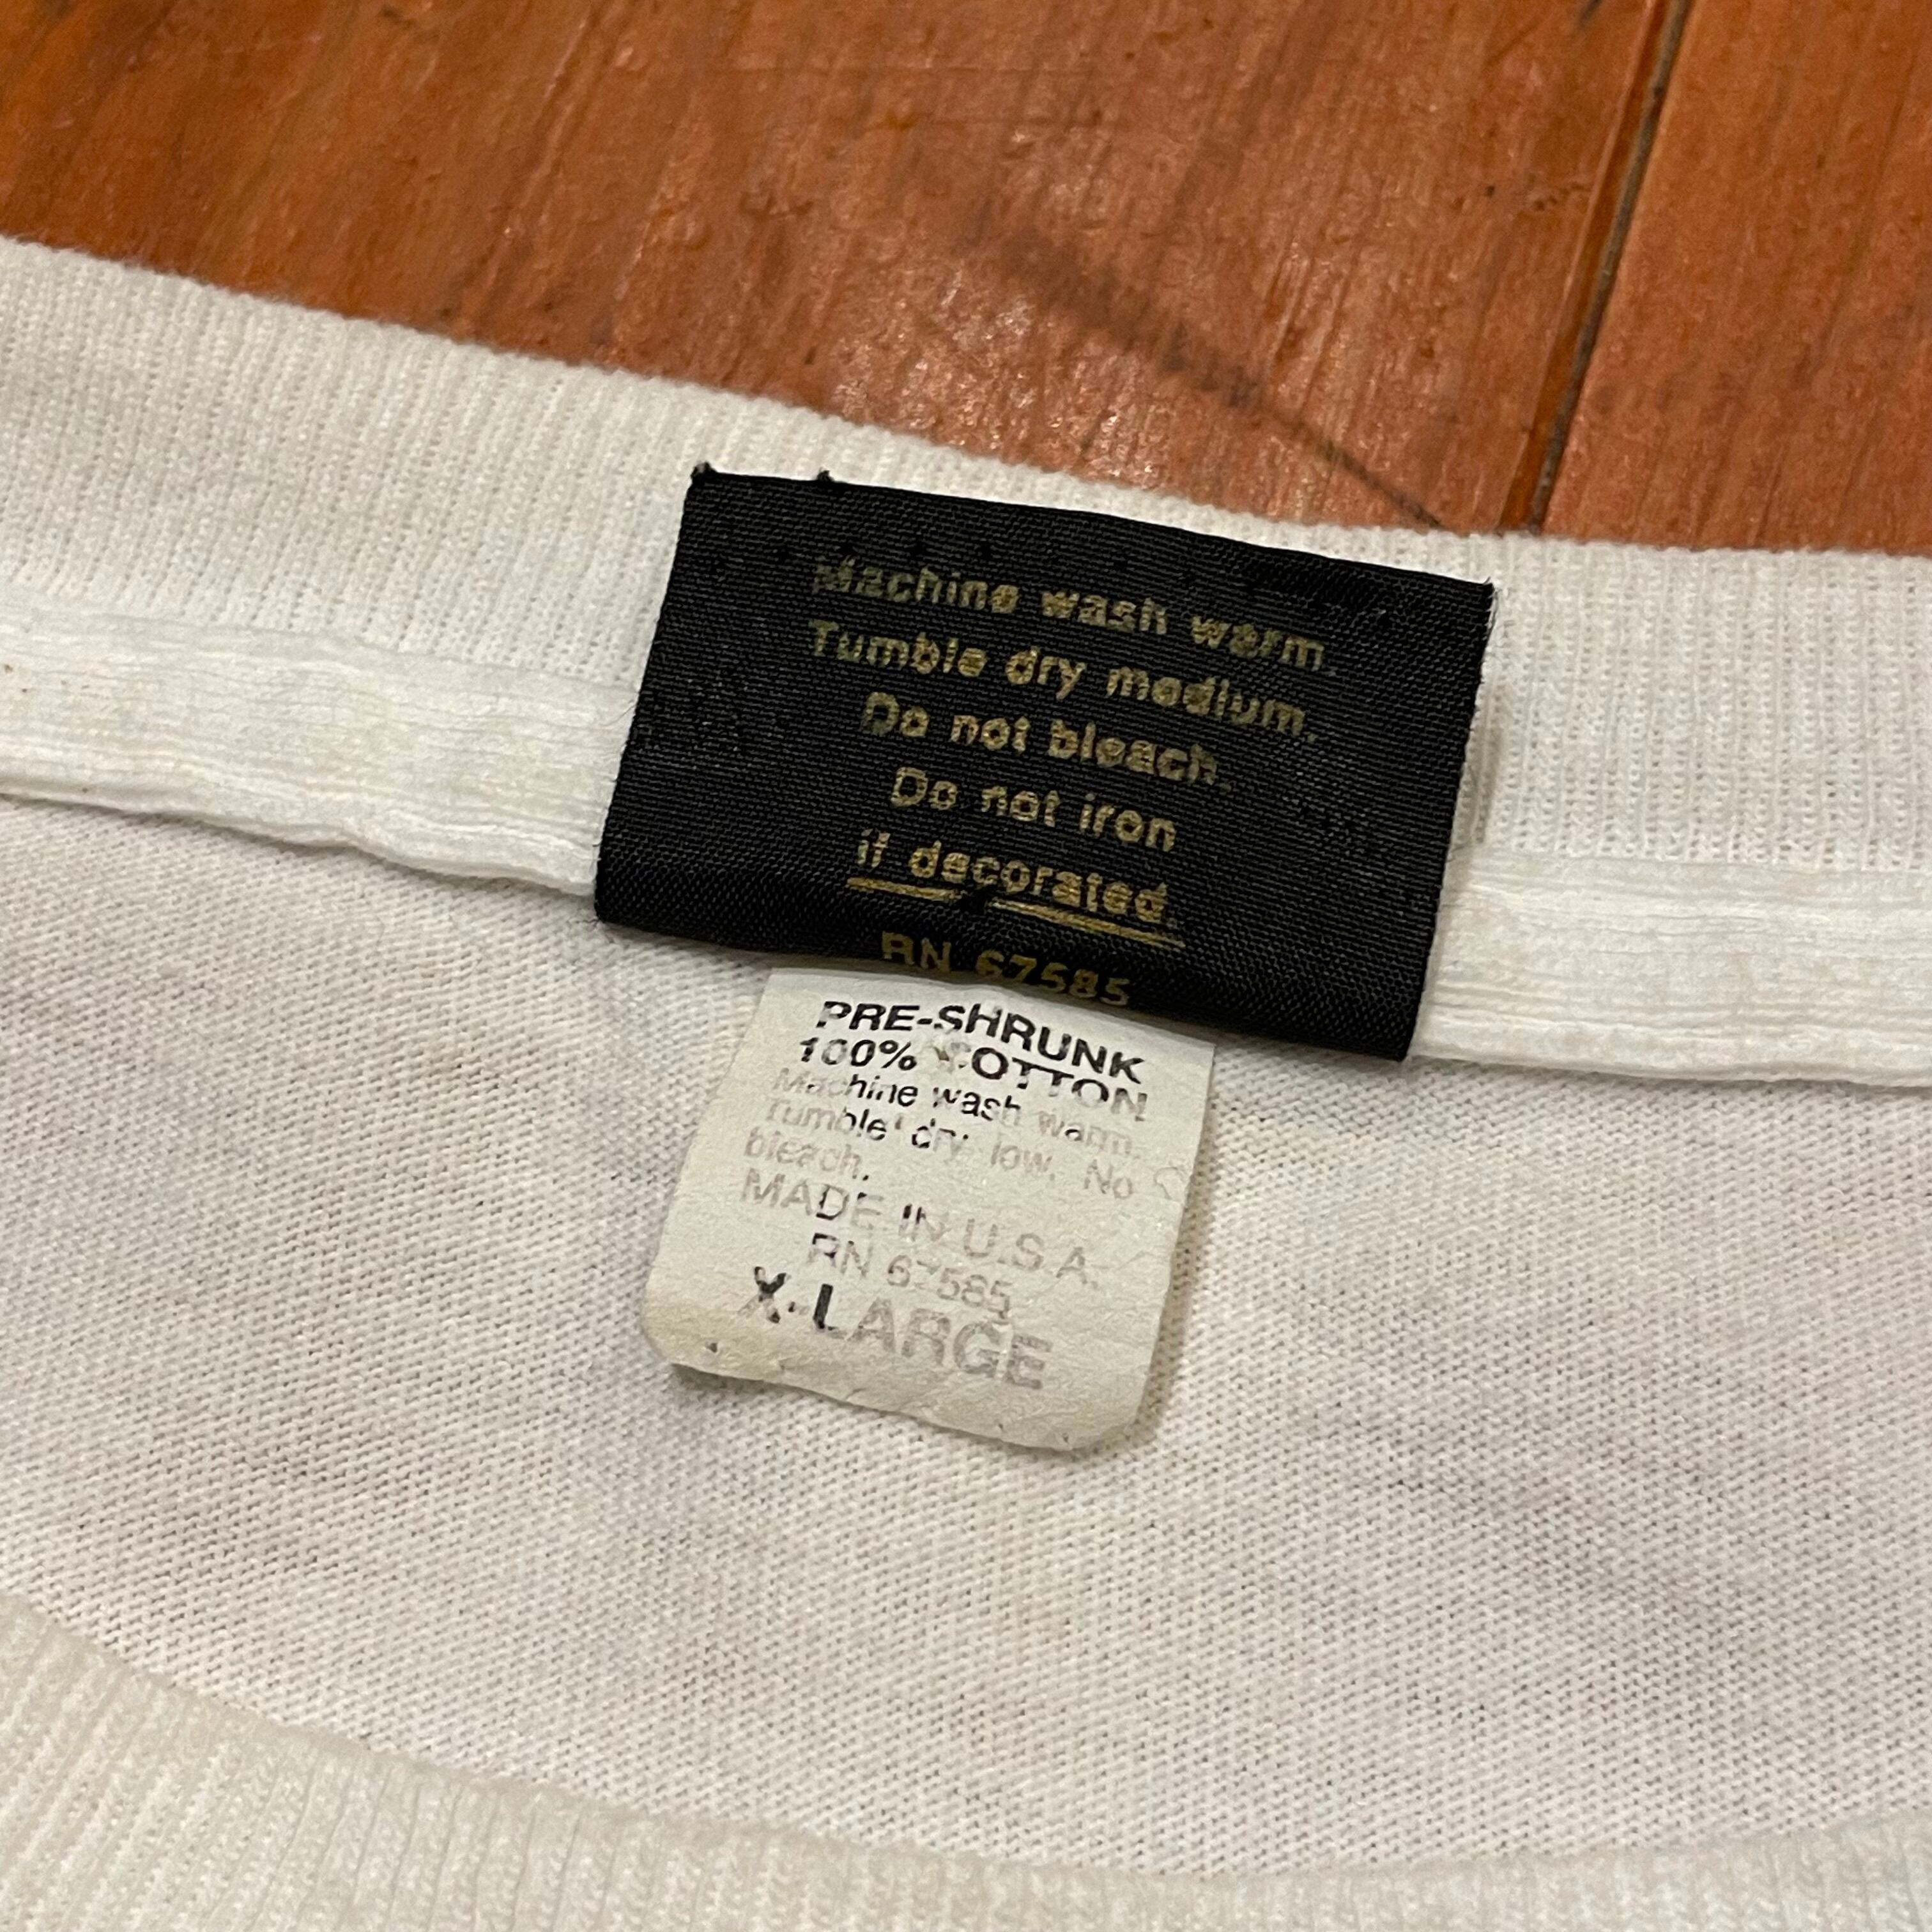 Machine wash warm.
Tumble dry medium.
Do not bleach.
Do not iron
if decorated.
RN 67585
PRE-SHRUNK
100% COTTON
Machine wash warm,
tumble dry low. No
bleach.
MADE IN U.S.A.
RN 67585
X-LARGE